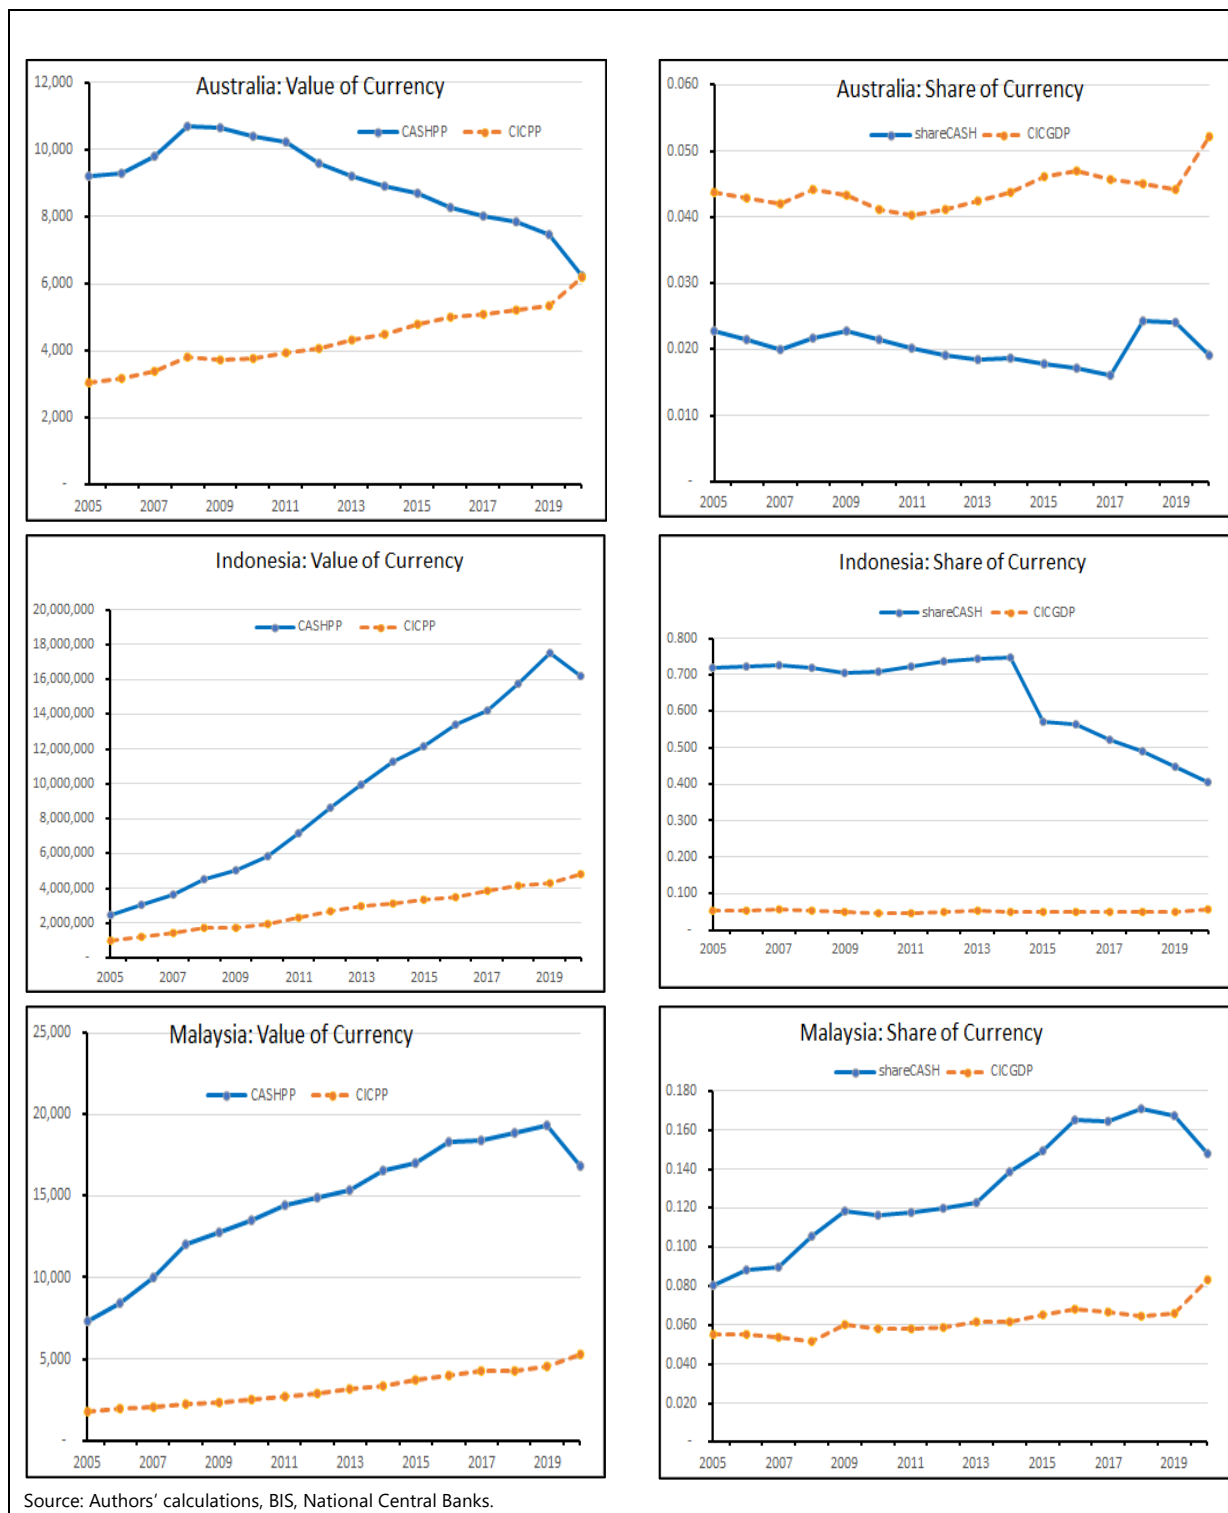 Australia: Value of Currency
CASHPP CICPP
12,000
10,000
8,000
6,000
4,000
2,000
-
2005 2007 2009 2011 2013 2015 2017 2019
Australia: Share of Currency
shareCASH CICGDP
0.060
0.050
0.040
0.030
0.020
0.010
-
2005 2007 2009 2011 2013 2015 2017 2019
Indonesia: Value of Currency
CASHPP CICPP
20,000,000
18,000,000
16,000,000
14,000,000
12,000,000
10,000,000
8,000,000
6,000,000
4,000,000
2,000,000
-
2005 2007 2009 2011 2013 2015 2017 2019
Indonesia: Share of Currency
shareCASH CICGDP
0.800
0.700
0.600
0.500
0.400
0.300
0.200
0.100
-
2005 2007 2009 2011 2013 2015 2017 2019
Malaysia: Value of Currency
CASHPP CICPP
25,000
20,000
15,000
10,000
5,000
-
2005 2007 2009 2011 2013 2015 2017 2019
Malaysia: Share of Currency
shareCASH CICGDP
0.180
0.160
0.140
0.120
0.100
0.080
0.060
0.040
0.020
-
2005 2007 2009 2011 2013 2015 2017 2019
Source: Authors’ calculations, BIS, National Central Banks.